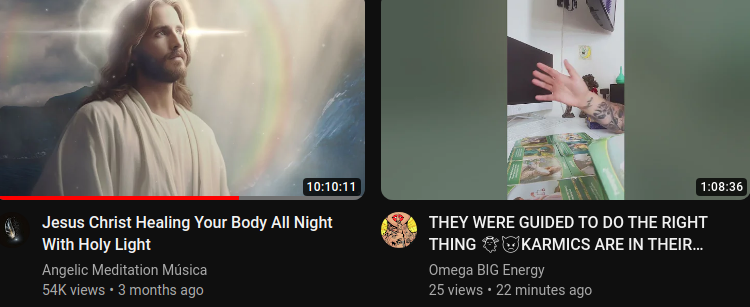 10:10:11
1:08:36
Jesus Christ Healing Your Body All Night
With Holy Light
Angelic Meditation Música
54K views • 3 months ago
THEY WERE GUIDED TO DO THE RIGHT
THING 👼😈KARMICS ARE IN THEIR...
Omega BIG Energy
25 views • 22 minutes ago